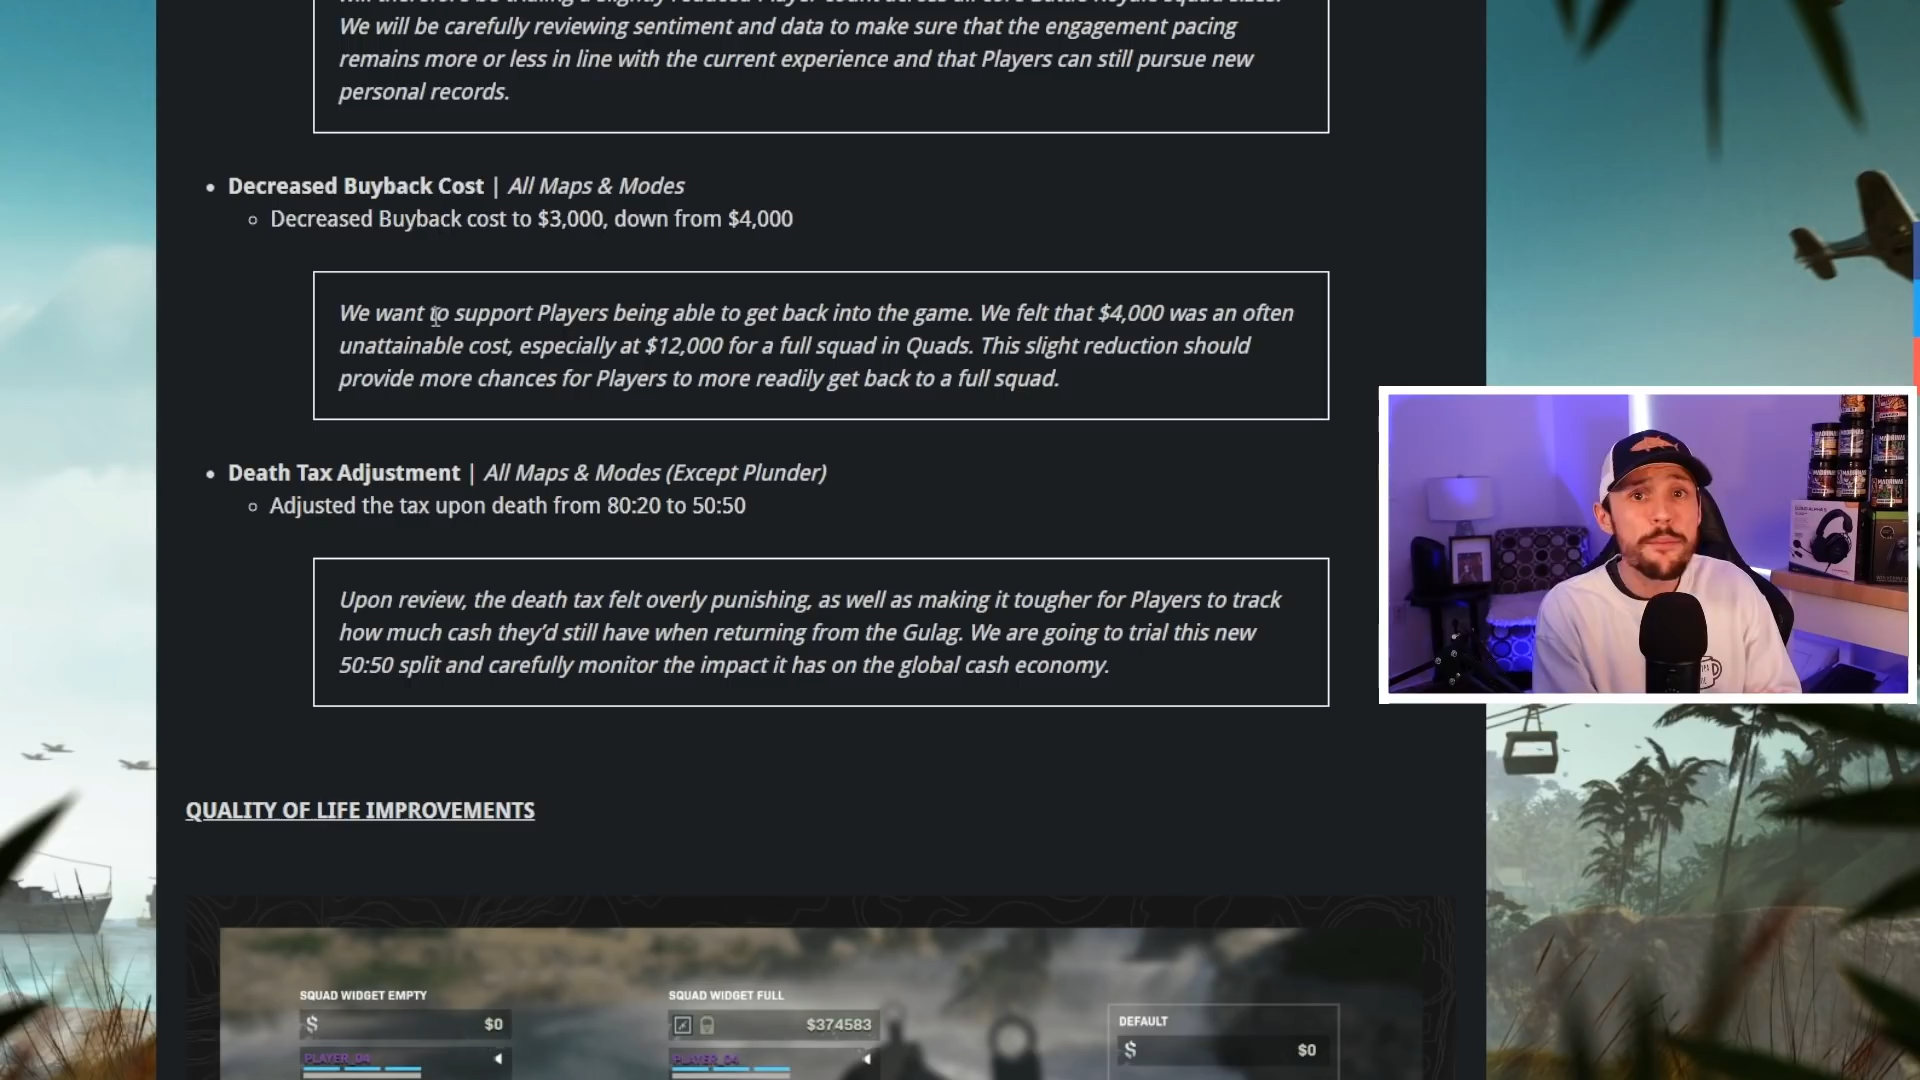 We will be carefully reviewing sentiment and data to make sure that the engagement pacing
remains more or less in line with the current experience and that Players can still pursue new
personal records.
• Decreased Buyback Cost | All Maps & Modes
◦ Decreased Buyback cost to $3,000, down from $4,000
We want to support Players being able to get back into the game. We felt that $4,000 was an often
unattainable cost, especially at $12,000 for a full squad in Quads. This slight reduction should
provide more chances for Players to more readily get back to a full squad.
• Death Tax Adjustment | All Maps & Modes (Except Plunder)
◦ Adjusted the tax upon death from 80:20 to 50:50
Upon review, the death tax felt overly punishing, as well as making it tougher for Players to track
how much cash they’d still have when returning from the Gulag. We are going to trial this new
50:50 split and carefully monitor the impact it has on the global cash economy.
QUALITY OF LIFE IMPROVEMENTS
SQUAD WIDGET EMPTY
$ $0
PLAYER_04
SQUAD WIDGET FULL
$374583
PLAYER_04
DEFAULT
$ $0
MADRINAS